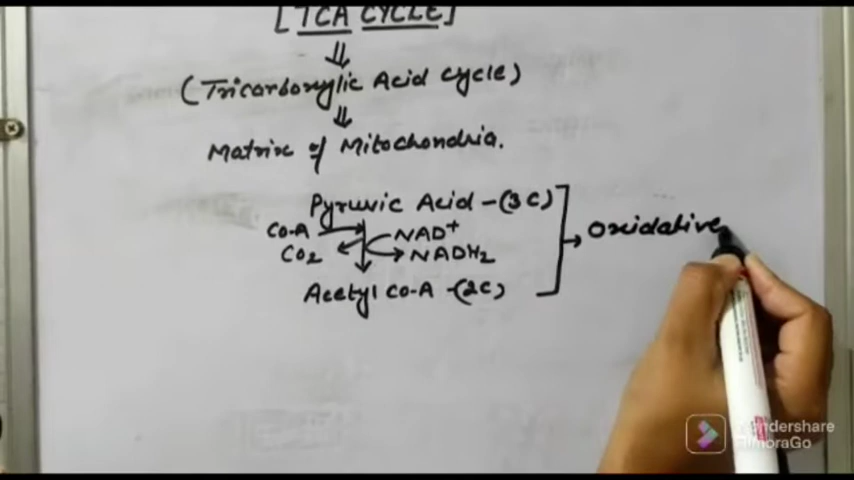 [TCA CYCLE]
(Tricarboxylic Acid Cycle)
Matrix of Mitochondria.
Pyruvic Acid - (3C)
Co-A NAD+
CO2 NADH2
Acetyl Co-A - (2C)
Oxidative
Wondershare
FilmoraGo